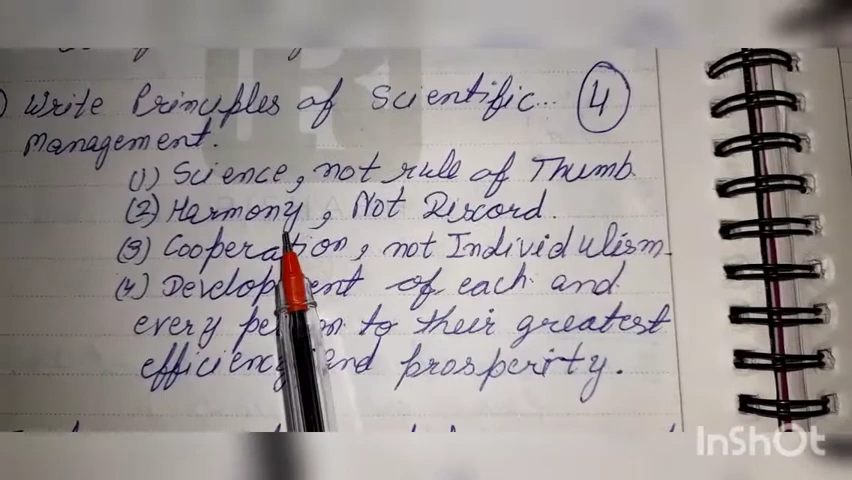 Write Principles of Scientific... 4
Management.
(1) Science, not rule of Thumb.
(2) Harmony, Not Discord.
(3) Cooperation, not Individulism.
(4) Development of each and
every person to their greatest
efficiency and prosperity.
InShOt